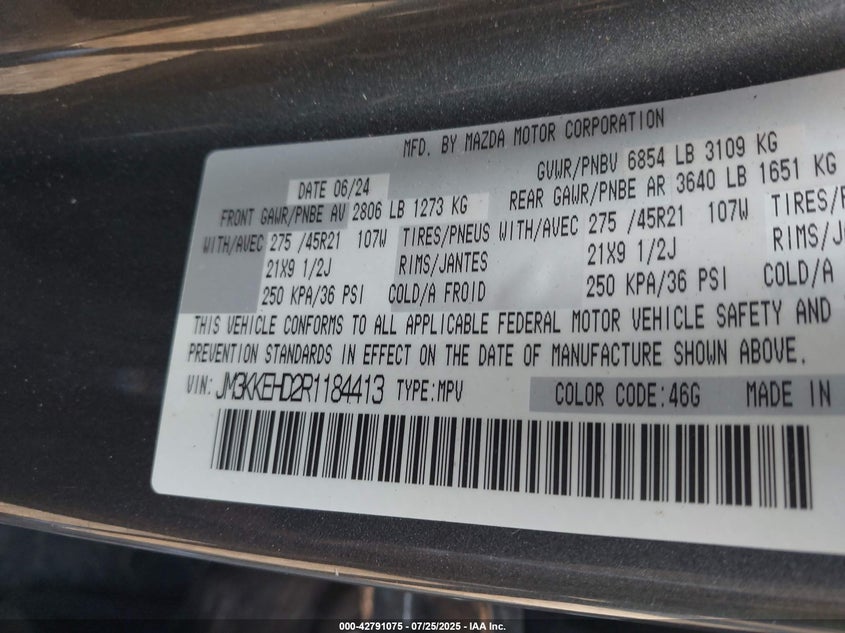 MFD. BY MAZDA MOTOR CORPORATION
DATE 06/24 GVWR/PNBV 6854 LB 3109 KG
FRONT GAWR/PNBE AV 2806 LB 1273 KG REAR GAWR/PNBE AR 3640 LB 1651 KG
WITH/AVEC 275 /45R21 107W TIRES/PNEUS WITH/AVEC 275 /45R21 107W
21X9 1/2J RIMS/JANTES 21X9 1/2J
250 KPA/36 PSI COLD/A FROID 250 KPA/36 PSI COLD/A
THIS VEHICLE CONFORMS TO ALL APPLICABLE FEDERAL MOTOR VEHICLE SAFETY AND
PREVENTION STANDARDS IN EFFECT ON THE DATE OF MANUFACTURE SHOWN ABOVE.
VIN: JM3KKEHD2R1184413 TYPE:MPV COLOR CODE:46G MADE IN
000-42791075 - 07/25/2025 - IAA Inc.